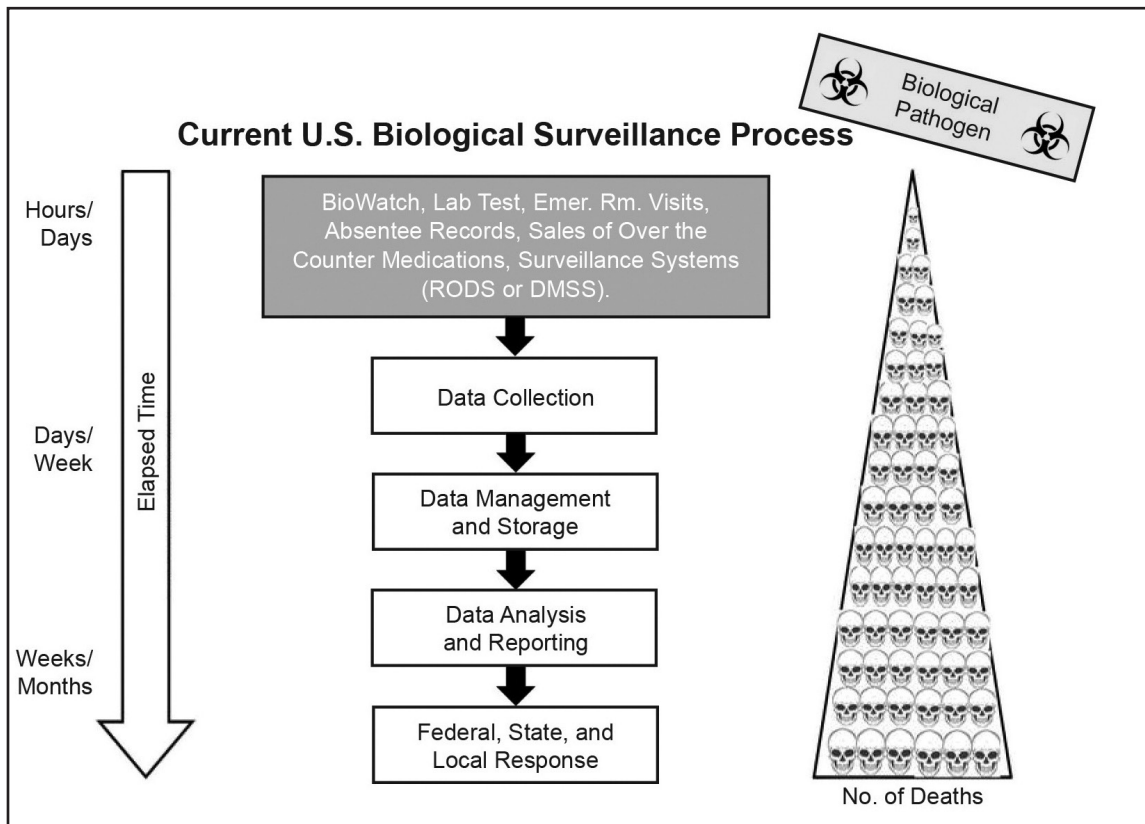 Biological
Pathogen
Current U.S. Biological Surveillance Process
Hours/
Days
BioWatch, Lab Test, Emer. Rm. Visits,
Absentee Records, Sales of Over the
Counter Medications, Surveillance Systems
(RODS or DMSS).
Data Collection
Days/
Week
Elapsed Time
Data Management
and Storage
Data Analysis
and Reporting
Weeks/
Months
Federal, State, and
Local Response
No. of Deaths